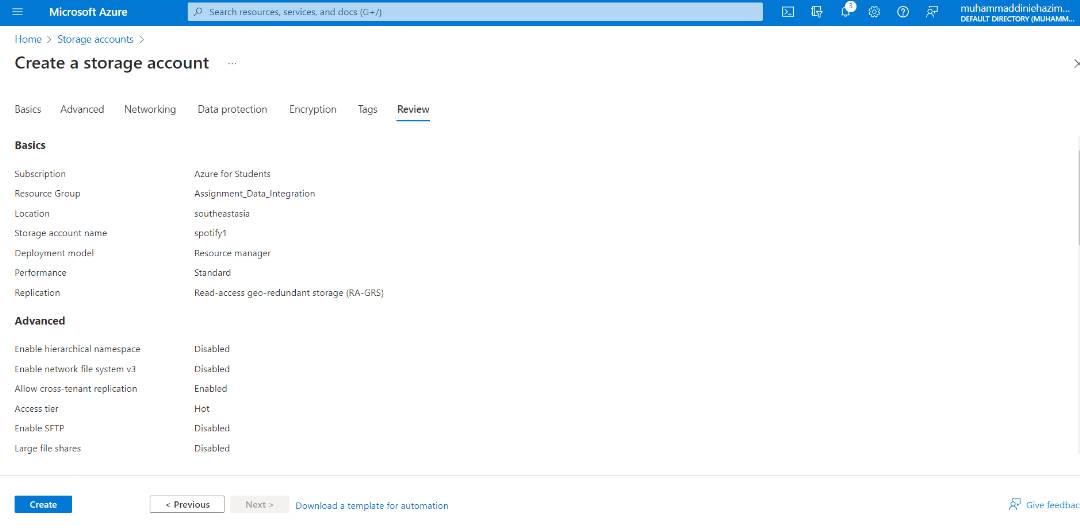 Microsoft Azure
Search resources, services, and docs (G+/)
3
muhammaddiniehazim...
DEFAULT DIRECTORY (MUHAMM...
Home > Storage accounts >
Create a storage account ...
Basics Advanced Networking Data protection Encryption Tags Review
Basics
Subscription Azure for Students
Resource Group Assignment_Data_Integration
Location southeastasia
Storage account name spotify1
Deployment model Resource manager
Performance Standard
Replication Read-access geo-redundant storage (RA-GRS)
Advanced
Enable hierarchical namespace Disabled
Enable network file system v3 Disabled
Allow cross-tenant replication Enabled
Access tier Hot
Enable SFTP Disabled
Large file shares Disabled
Create < Previous Next > Download a template for automation Give feedbac